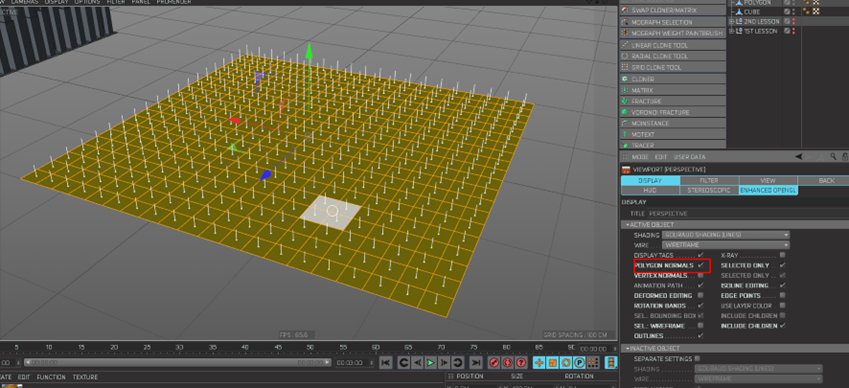 CAMERAS DISPLAY OPTIONS FILTER PANEL PRORENDER
POLYGON
CUBE
2ND LESSON
1ST LESSON
SWAP CLONER/MATRIX
MOGRAPH SELECTION
MOGRAPH WEIGHT PAINTBRUSH
LINEAR CLONE TOOL
RADIAL CLONE TOOL
GRID CLONE TOOL
CLONER
MATRIX
FRACTURE
VORONOI FRACTURE
MOINSTANCE
MOTEXT
TRACER
MODE EDIT USER DATA
VIEWPORT [PERSPECTIVE]
DISPLAY FILTER VIEW BACK
HUD STEREOSCOPIC ENHANCED OPENGL
DISPLAY
TITLE PERSPECTIVE
ACTIVE OBJECT
SHADING GOURAUD SHADING (LINES)
WIRE WIREFRAME
DISPLAY TAGS X-RAY
POLYGON NORMALS SELECTED ONLY
VERTEX NORMALS SELECTED ONLY
ANIMATION PATH ISOLINE EDITING
DEFORMED EDITING EDGE POINTS
ROTATION BANDS USE LAYER COLOR
SEL.: BOUNDING BOX INCLUDE CHILDREN
SEL.: WIREFRAME INCLUDE CHILDREN
OUTLINES
INACTIVE OBJECT
SEPARATE SETTINGS
SHADING GOURAUD SHADING (LINES)
WIRE WIREFRAME
FPS : 65.6
GRID SPACING : 100 CM
5 10 15 20 25 30 35 40 45 50 55 60 65 70 75
00:03:00
00:03:00
00:03:00
EDIT FUNCTION TEXTURE
POSITION SIZE ROTATION